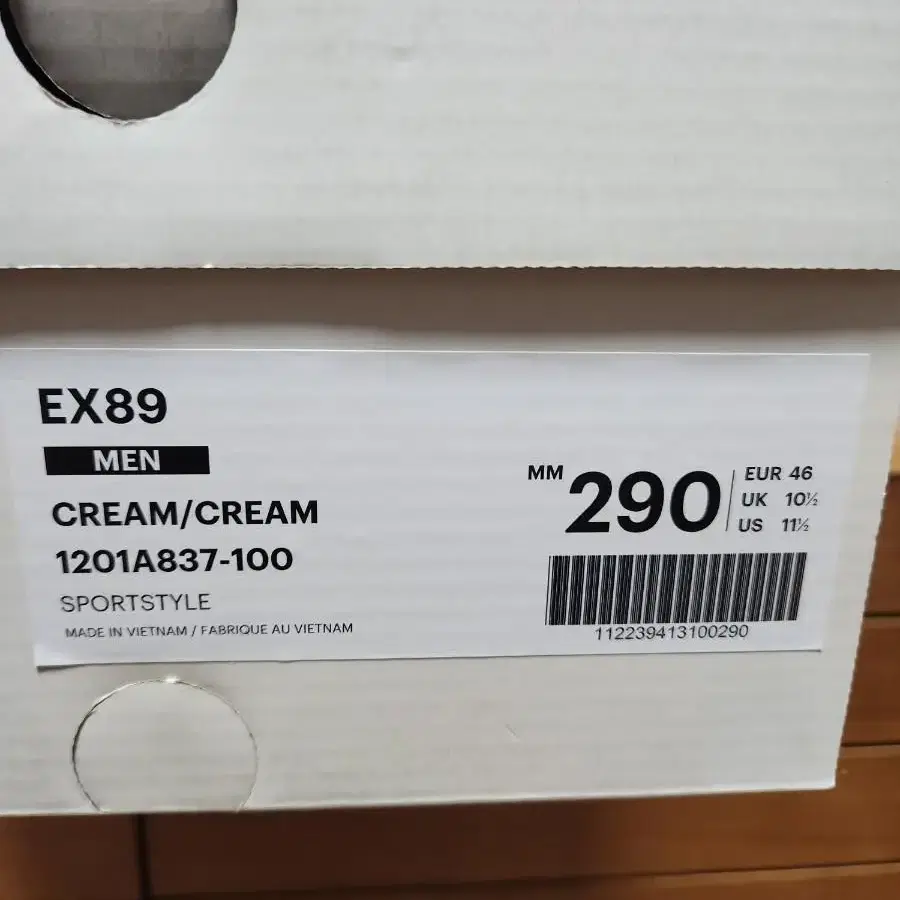 EX89
MEN
CREAM/CREAM
1201A837-100
SPORTSTYLE
MADE IN VIETNAM / FABRIQUE AU VIETNAM
MM 290
EUR 46
UK 10½
US 11½
112239413100290